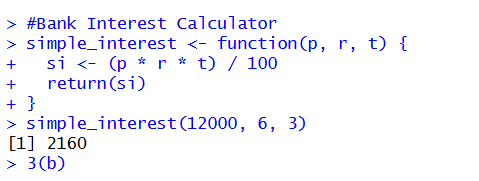 > #Bank Interest Calculator
> simple_interest <- function(p, r, t) {
+   si <- (p * r * t) / 100
+   return(si)
+ }
> simple_interest(12000, 6, 3)
[1] 2160
> 3(b)